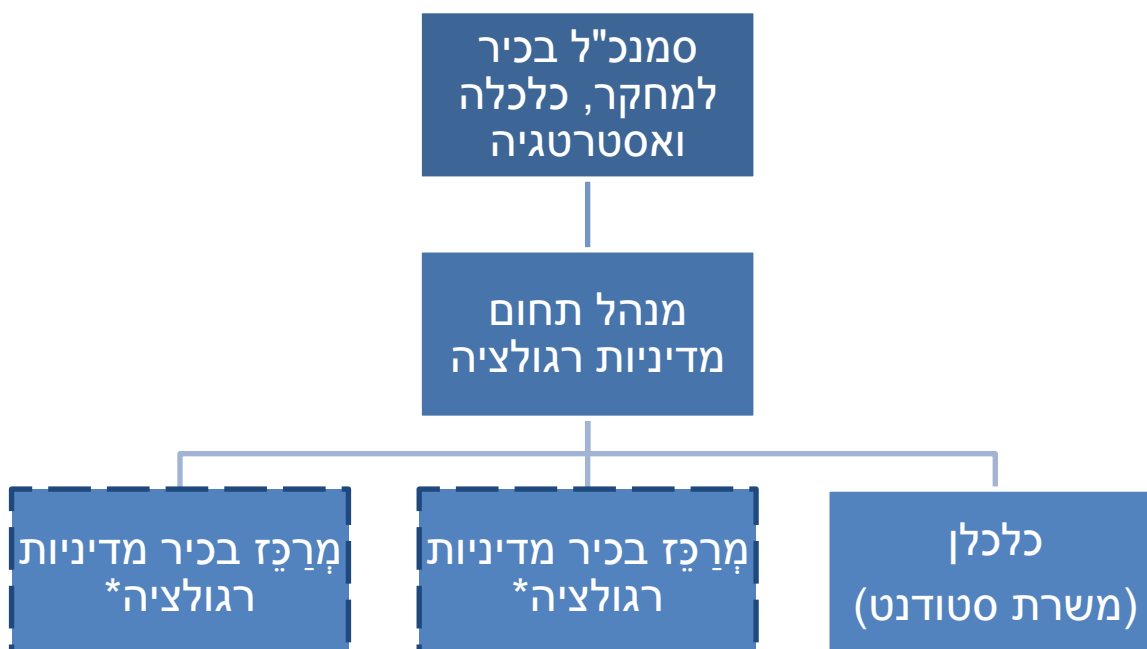 סמנכ"ל בכיר
למחקר, כלכלה
ואסטרטגיה
מנהל תחום
מדיניות רגולציה
כלכלן
(משרת סטודנט)
מְרַכֵּז בכיר מדיניות
רגולציה*
מְרַכֵּז בכיר מדיניות
רגולציה*